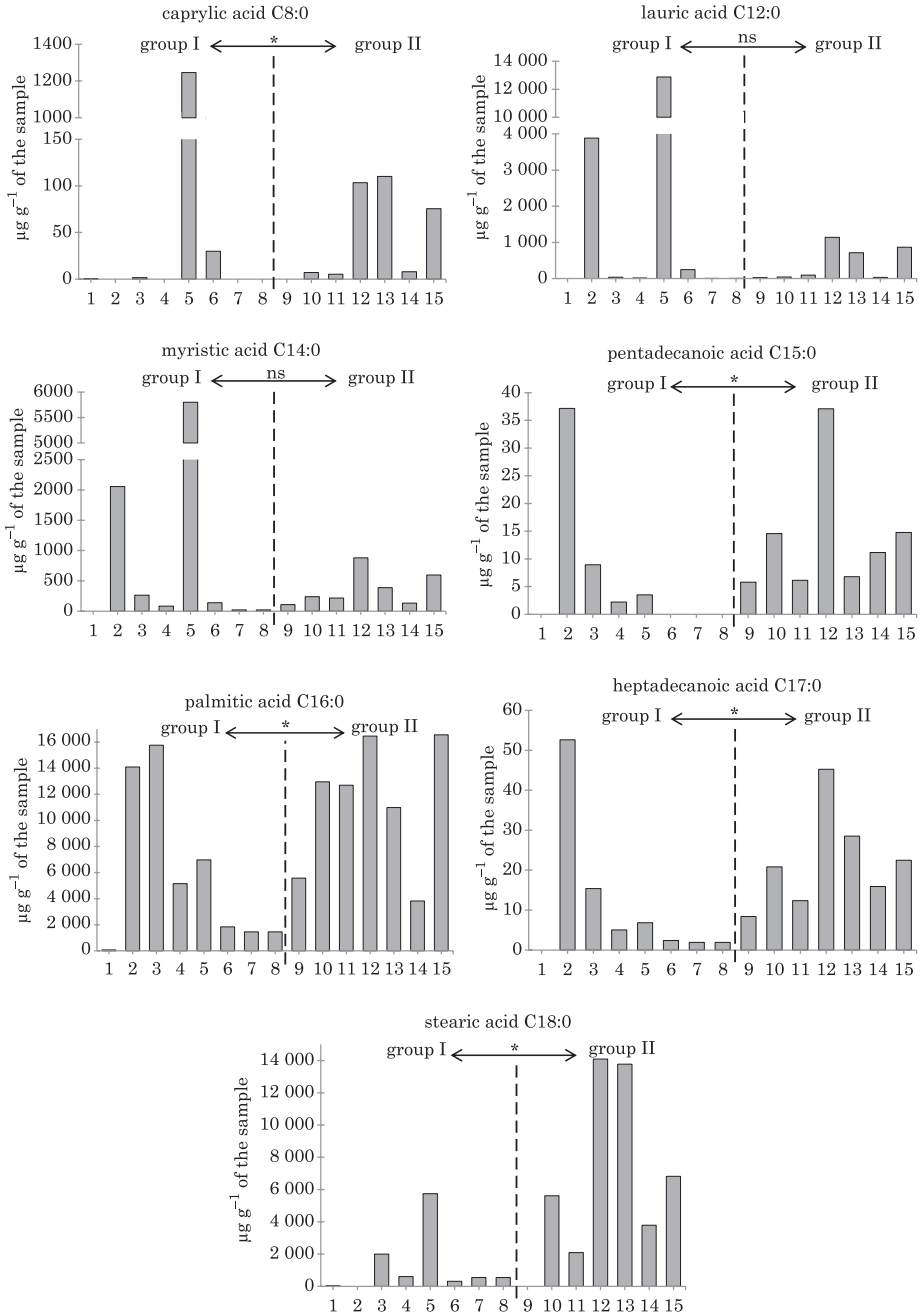 caprylic acid C8:0
group I * group II
µg g⁻¹ of the sample
1400
1200
1000
150
100
50
0
1 2 3 4 5 6 7 8 9 10 11 12 13 14 15
lauric acid C12:0
group I ns group II
µg g⁻¹ of the sample
14 000
12 000
10 000
4 000
3 000
2 000
1 000
0
1 2 3 4 5 6 7 8 9 10 11 12 13 14 15
myristic acid C14:0
group I ns group II
µg g⁻¹ of the sample
6000
5500
5000
2500
2000
1500
1000
500
0
1 2 3 4 5 6 7 8 9 10 11 12 13 14 15
pentadecanoic acid C15:0
group I * group II
µg g⁻¹ of the sample
40
35
30
25
20
15
10
5
0
1 2 3 4 5 6 7 8 9 10 11 12 13 14 15
palmitic acid C16:0
group I * group II
µg g⁻¹ of the sample
16 000
14 000
12 000
10 000
8 000
6 000
4 000
2 000
0
1 2 3 4 5 6 7 8 9 10 11 12 13 14 15
heptadecanoic acid C17:0
group I * group II
µg g⁻¹ of the sample
60
50
40
30
20
10
0
1 2 3 4 5 6 7 8 9 10 11 12 13 14 15
stearic acid C18:0
group I * group II
µg g⁻¹ of the sample
14 000
12 000
10 000
8 000
6 000
4 000
2 000
0
1 2 3 4 5 6 7 8 9 10 11 12 13 14 15